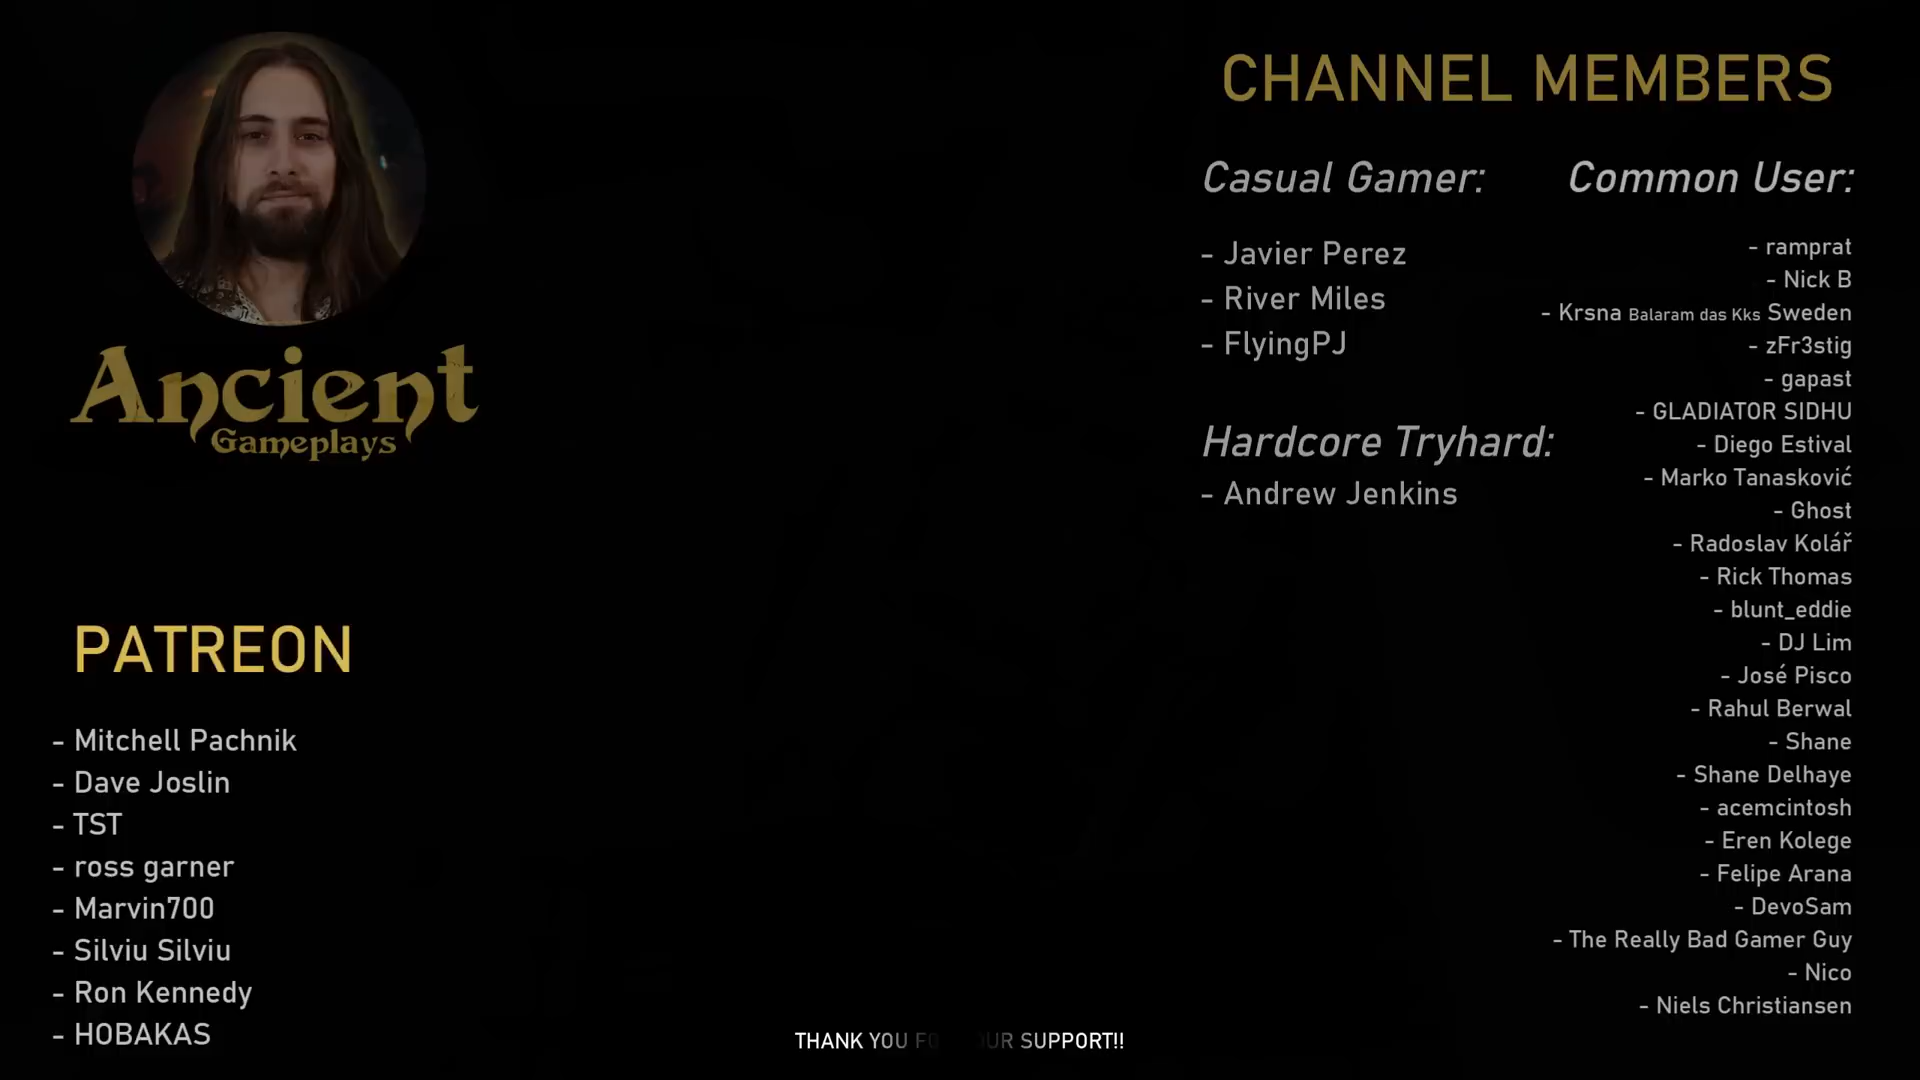 Ancient
Gameplays
PATREON
- Mitchell Pachnik
- Dave Joslin
- TST
- ross garner
- Marvin700
- Silviu Silviu
- Ron Kennedy
- HOBAKAS
CHANNEL MEMBERS
Casual Gamer:
- Javier Perez
- River Miles
- FlyingPJ
Hardcore Tryhard:
- Andrew Jenkins
Common User:
- ramprat
- Nick B
- Krsna Balaram das Kks Sweden
- zFr3stig
- gapast
- GLADIATOR SIDHU
- Diego Estival
- Marko Tanasković
- Ghost
- Radoslav Kolář
- Rick Thomas
- blunt_eddie
- DJ Lim
- José Pisco
- Rahul Berwal
- Shane
- Shane Delhaye
- acemcintosh
- Eren Kolege
- Felipe Arana
- DevoSam
- The Really Bad Gamer Guy
- Nico
- Niels Christiansen
THANK YOU SUPPORT!!